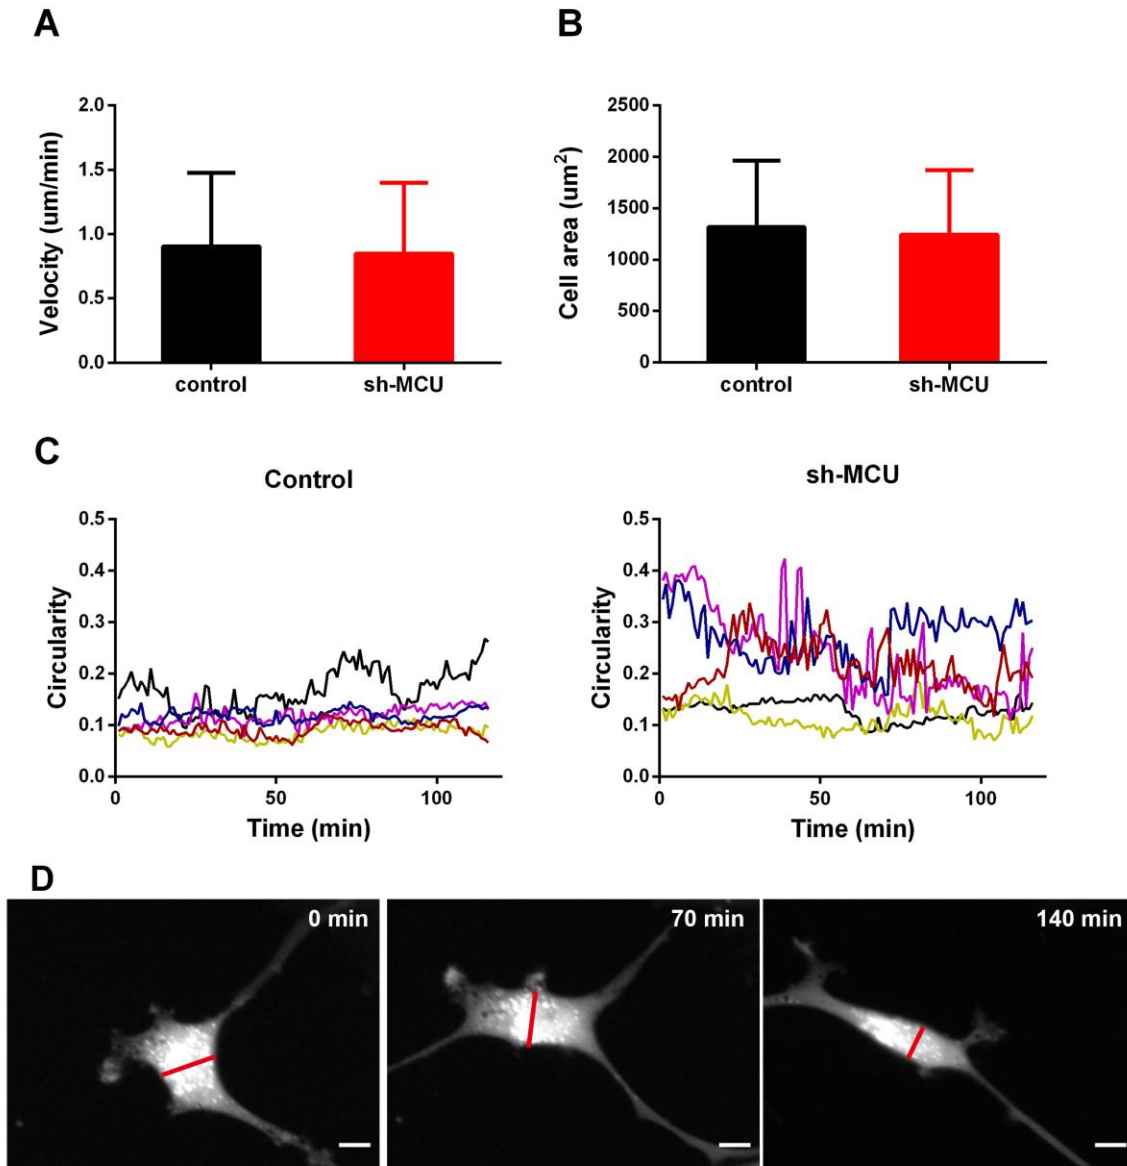 A
B
Velocity (um/min)
2.0
1.5
1.0
0.5
0.0
control
sh-MCU
Cell area (um²)
2500
2000
1500
1000
500
0
control
sh-MCU
C
Control
Circularity
0.5
0.4
0.3
0.2
0.1
0.0
0
50
100
Time (min)
sh-MCU
Circularity
0.5
0.4
0.3
0.2
0.1
0.0
0
50
100
Time (min)
D
0 min
70 min
140 min